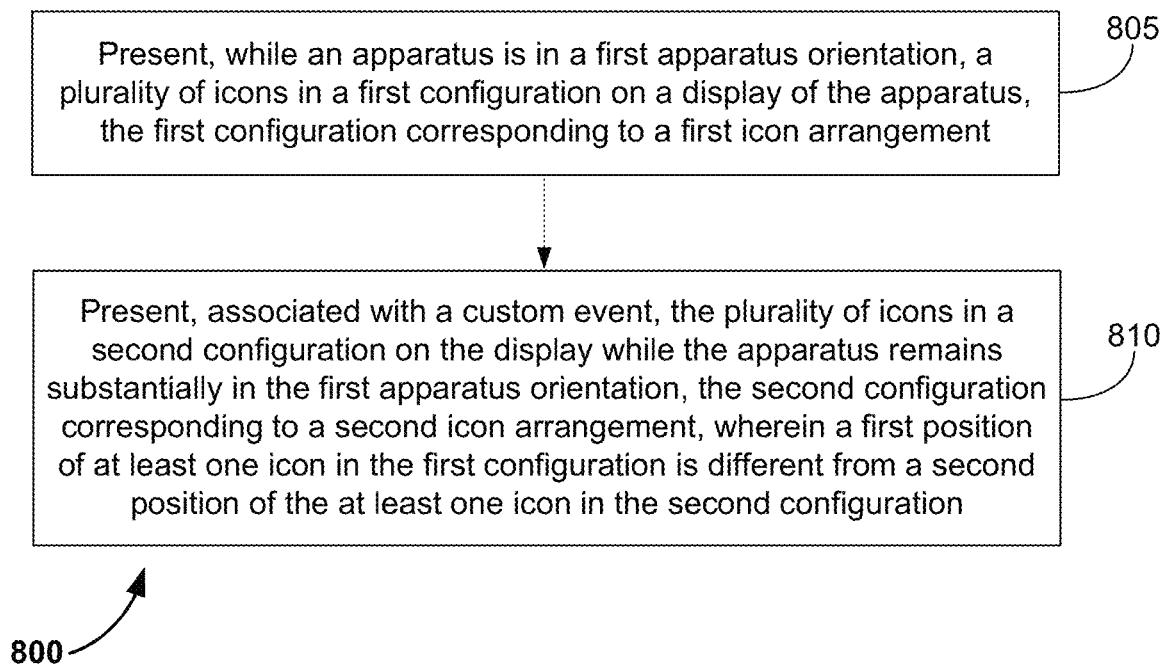 805
Present, while an apparatus is in a first apparatus orientation, a
plurality of icons in a first configuration on a display of the apparatus,
the first configuration corresponding to a first icon arrangement
Present, associated with a custom event, the plurality of icons in a
second configuration on the display while the apparatus remains
substantially in the first apparatus orientation, the second configuration
corresponding to a second icon arrangement, wherein a first position
of at least one icon in the first configuration is different from a second
position of the at least one icon in the second configuration
810
800